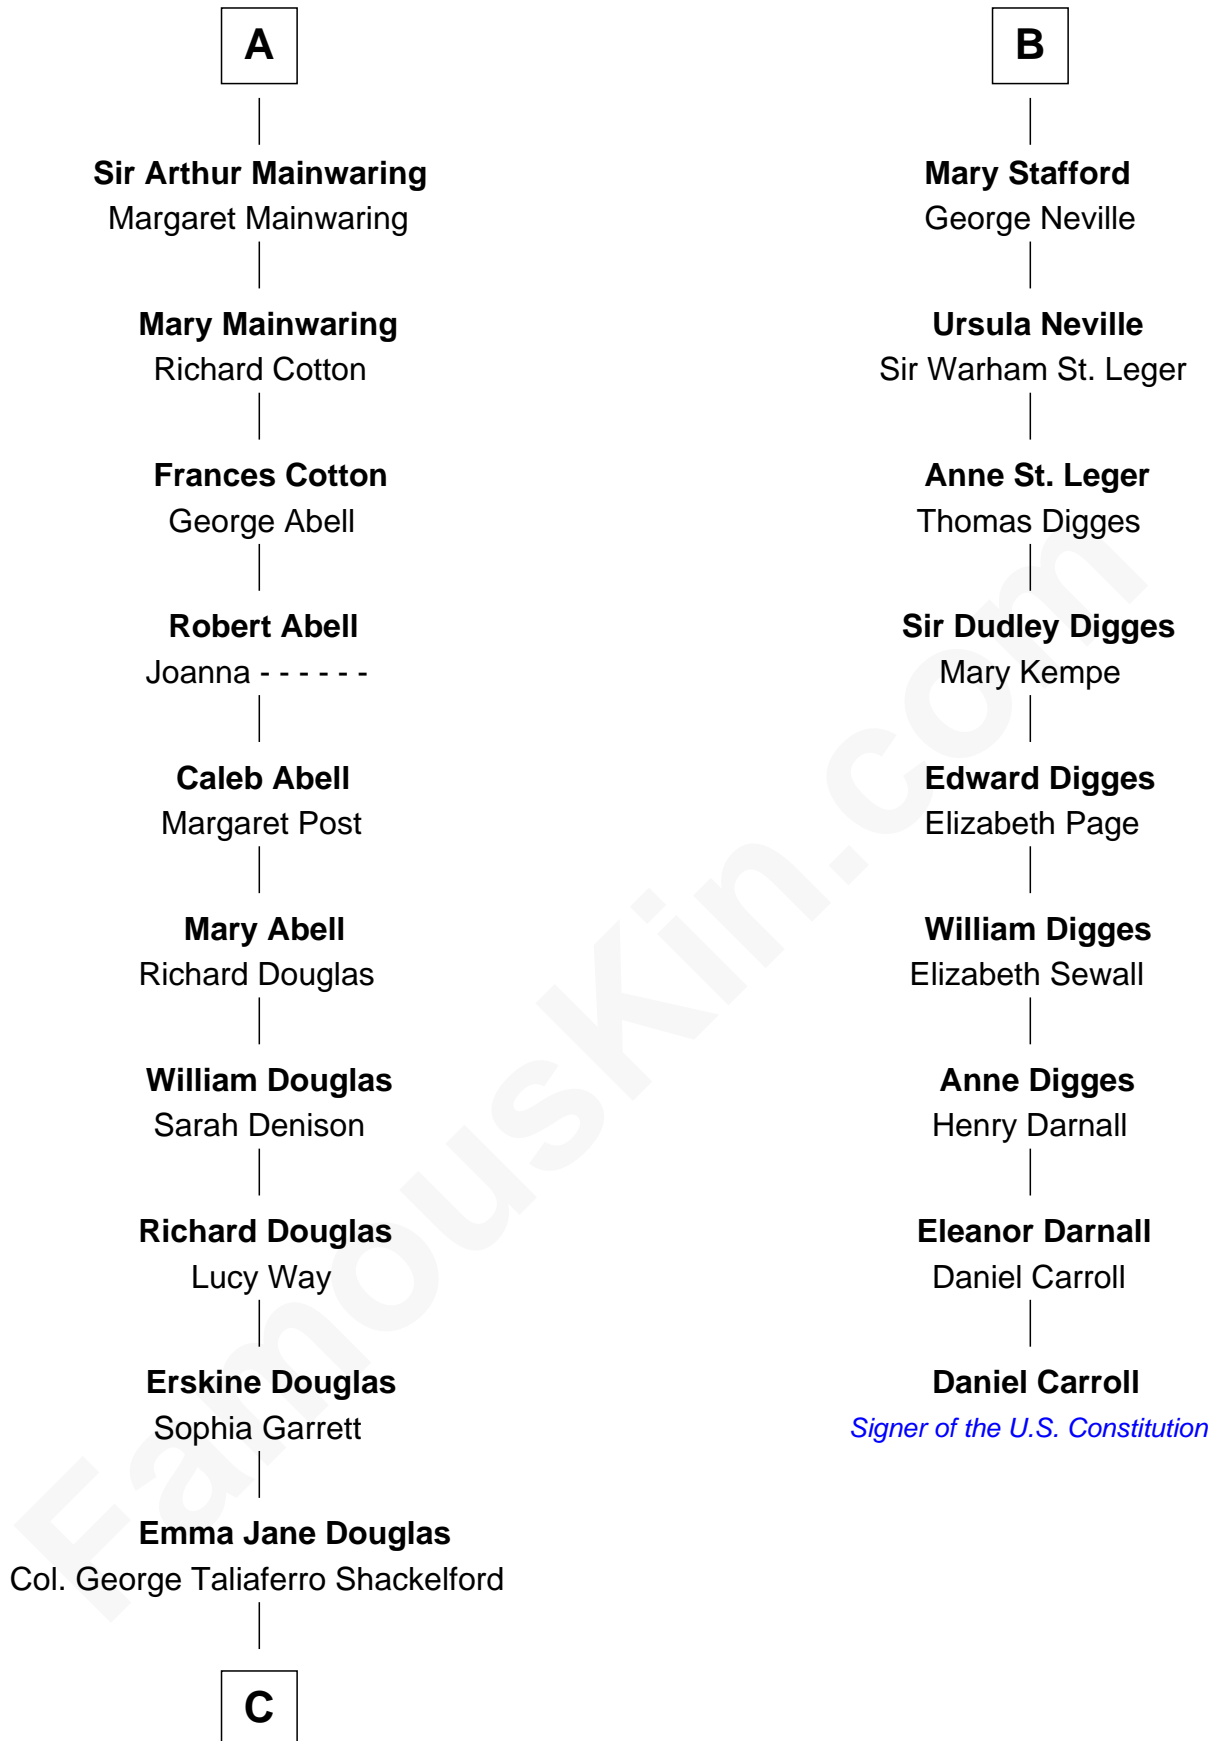 A
Sir Arthur Mainwaring
Margaret Mainwaring
Mary Mainwaring
Richard Cotton
Frances Cotton
George Abell
Robert Abell
Joanna - - - - - -
Caleb Abell
Margaret Post
Mary Abell
Richard Douglas
William Douglas
Sarah Denison
Richard Douglas
Lucy Way
Erskine Douglas
Sophia Garrett
Emma Jane Douglas
Col. George Taliaferro Shackelford
C
B
Mary Stafford
George Neville
Ursula Neville
Sir Warham St. Leger
Anne St. Leger
Thomas Digges
Sir Dudley Digges
Mary Kempe
Edward Digges
Elizabeth Page
William Digges
Elizabeth Sewall
Anne Digges
Henry Darnall
Eleanor Darnall
Daniel Carroll
Daniel Carroll
Signer of the U.S. Constitution
FamousKin.com